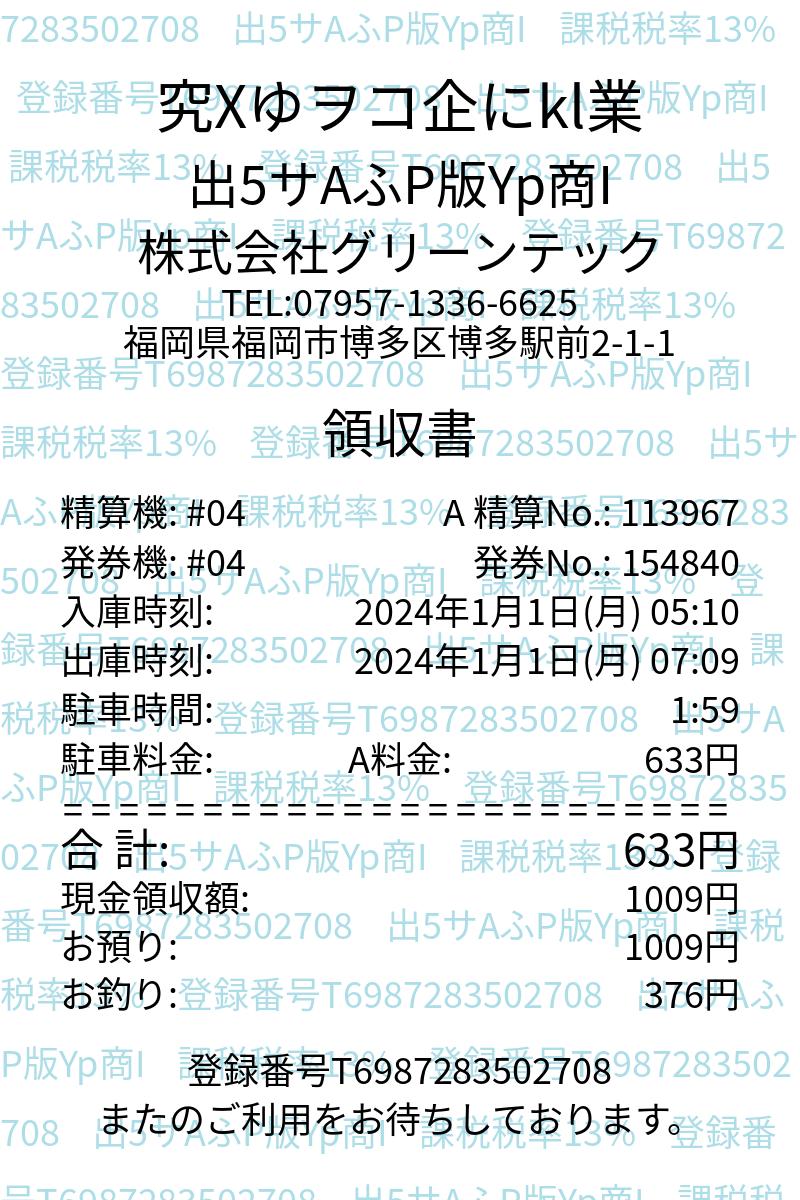 究Xゆヲコ企にkl業
出5サAふP版Yp商I
株式会社グリーンテック
TEL:07957-1336-6625
福岡県福岡市博多区博多駅前2-1-1
領収書
精算機: #04 A 精算No.: 113967
発券機: #04 発券No.: 154840
入庫時刻: 2024年1月1日(月) 05:10
出庫時刻: 2024年1月1日(月) 07:09
駐車時間: 1:59
駐車料金: A料金: 633円
========================
合 計: 633円
現金領収額: 1009円
お預り: 1009円
お釣り: 376円
登録番号T6987283502708
またのご利用をお待ちしております。